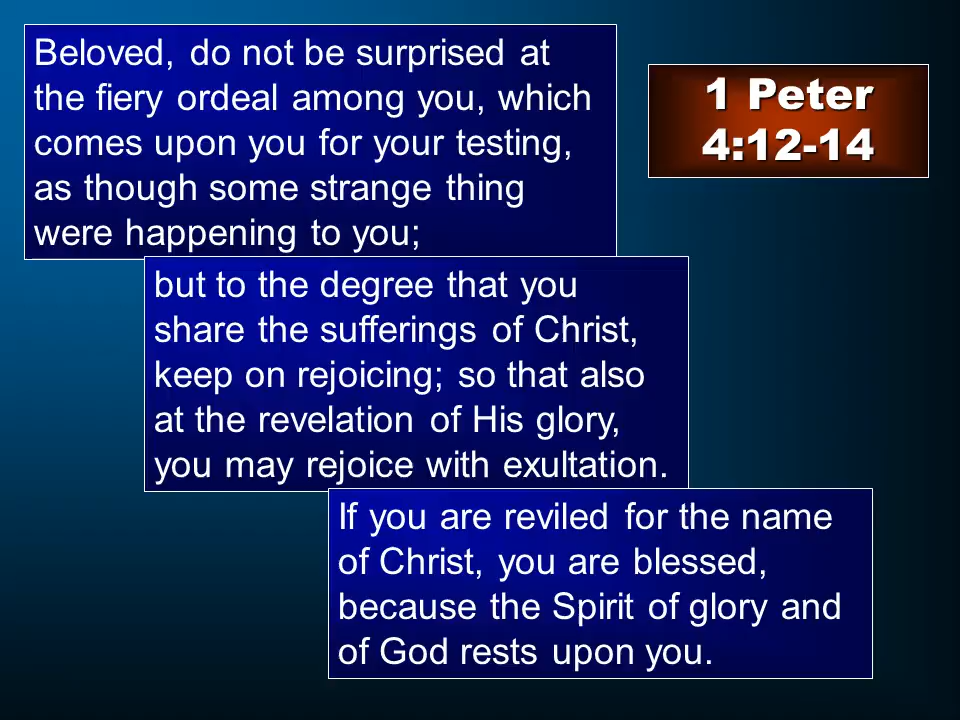 Beloved, do not be surprised at
the fiery ordeal among you, which
comes upon you for your testing,
as though some strange thing
were happening to you;
1 Peter
4:12-14
but to the degree that you
share the sufferings of Christ,
keep on rejoicing; so that also
at the revelation of His glory,
you may rejoice with exultation.
If you are reviled for the name
of Christ, you are blessed,
because the Spirit of glory and
of God rests upon you.